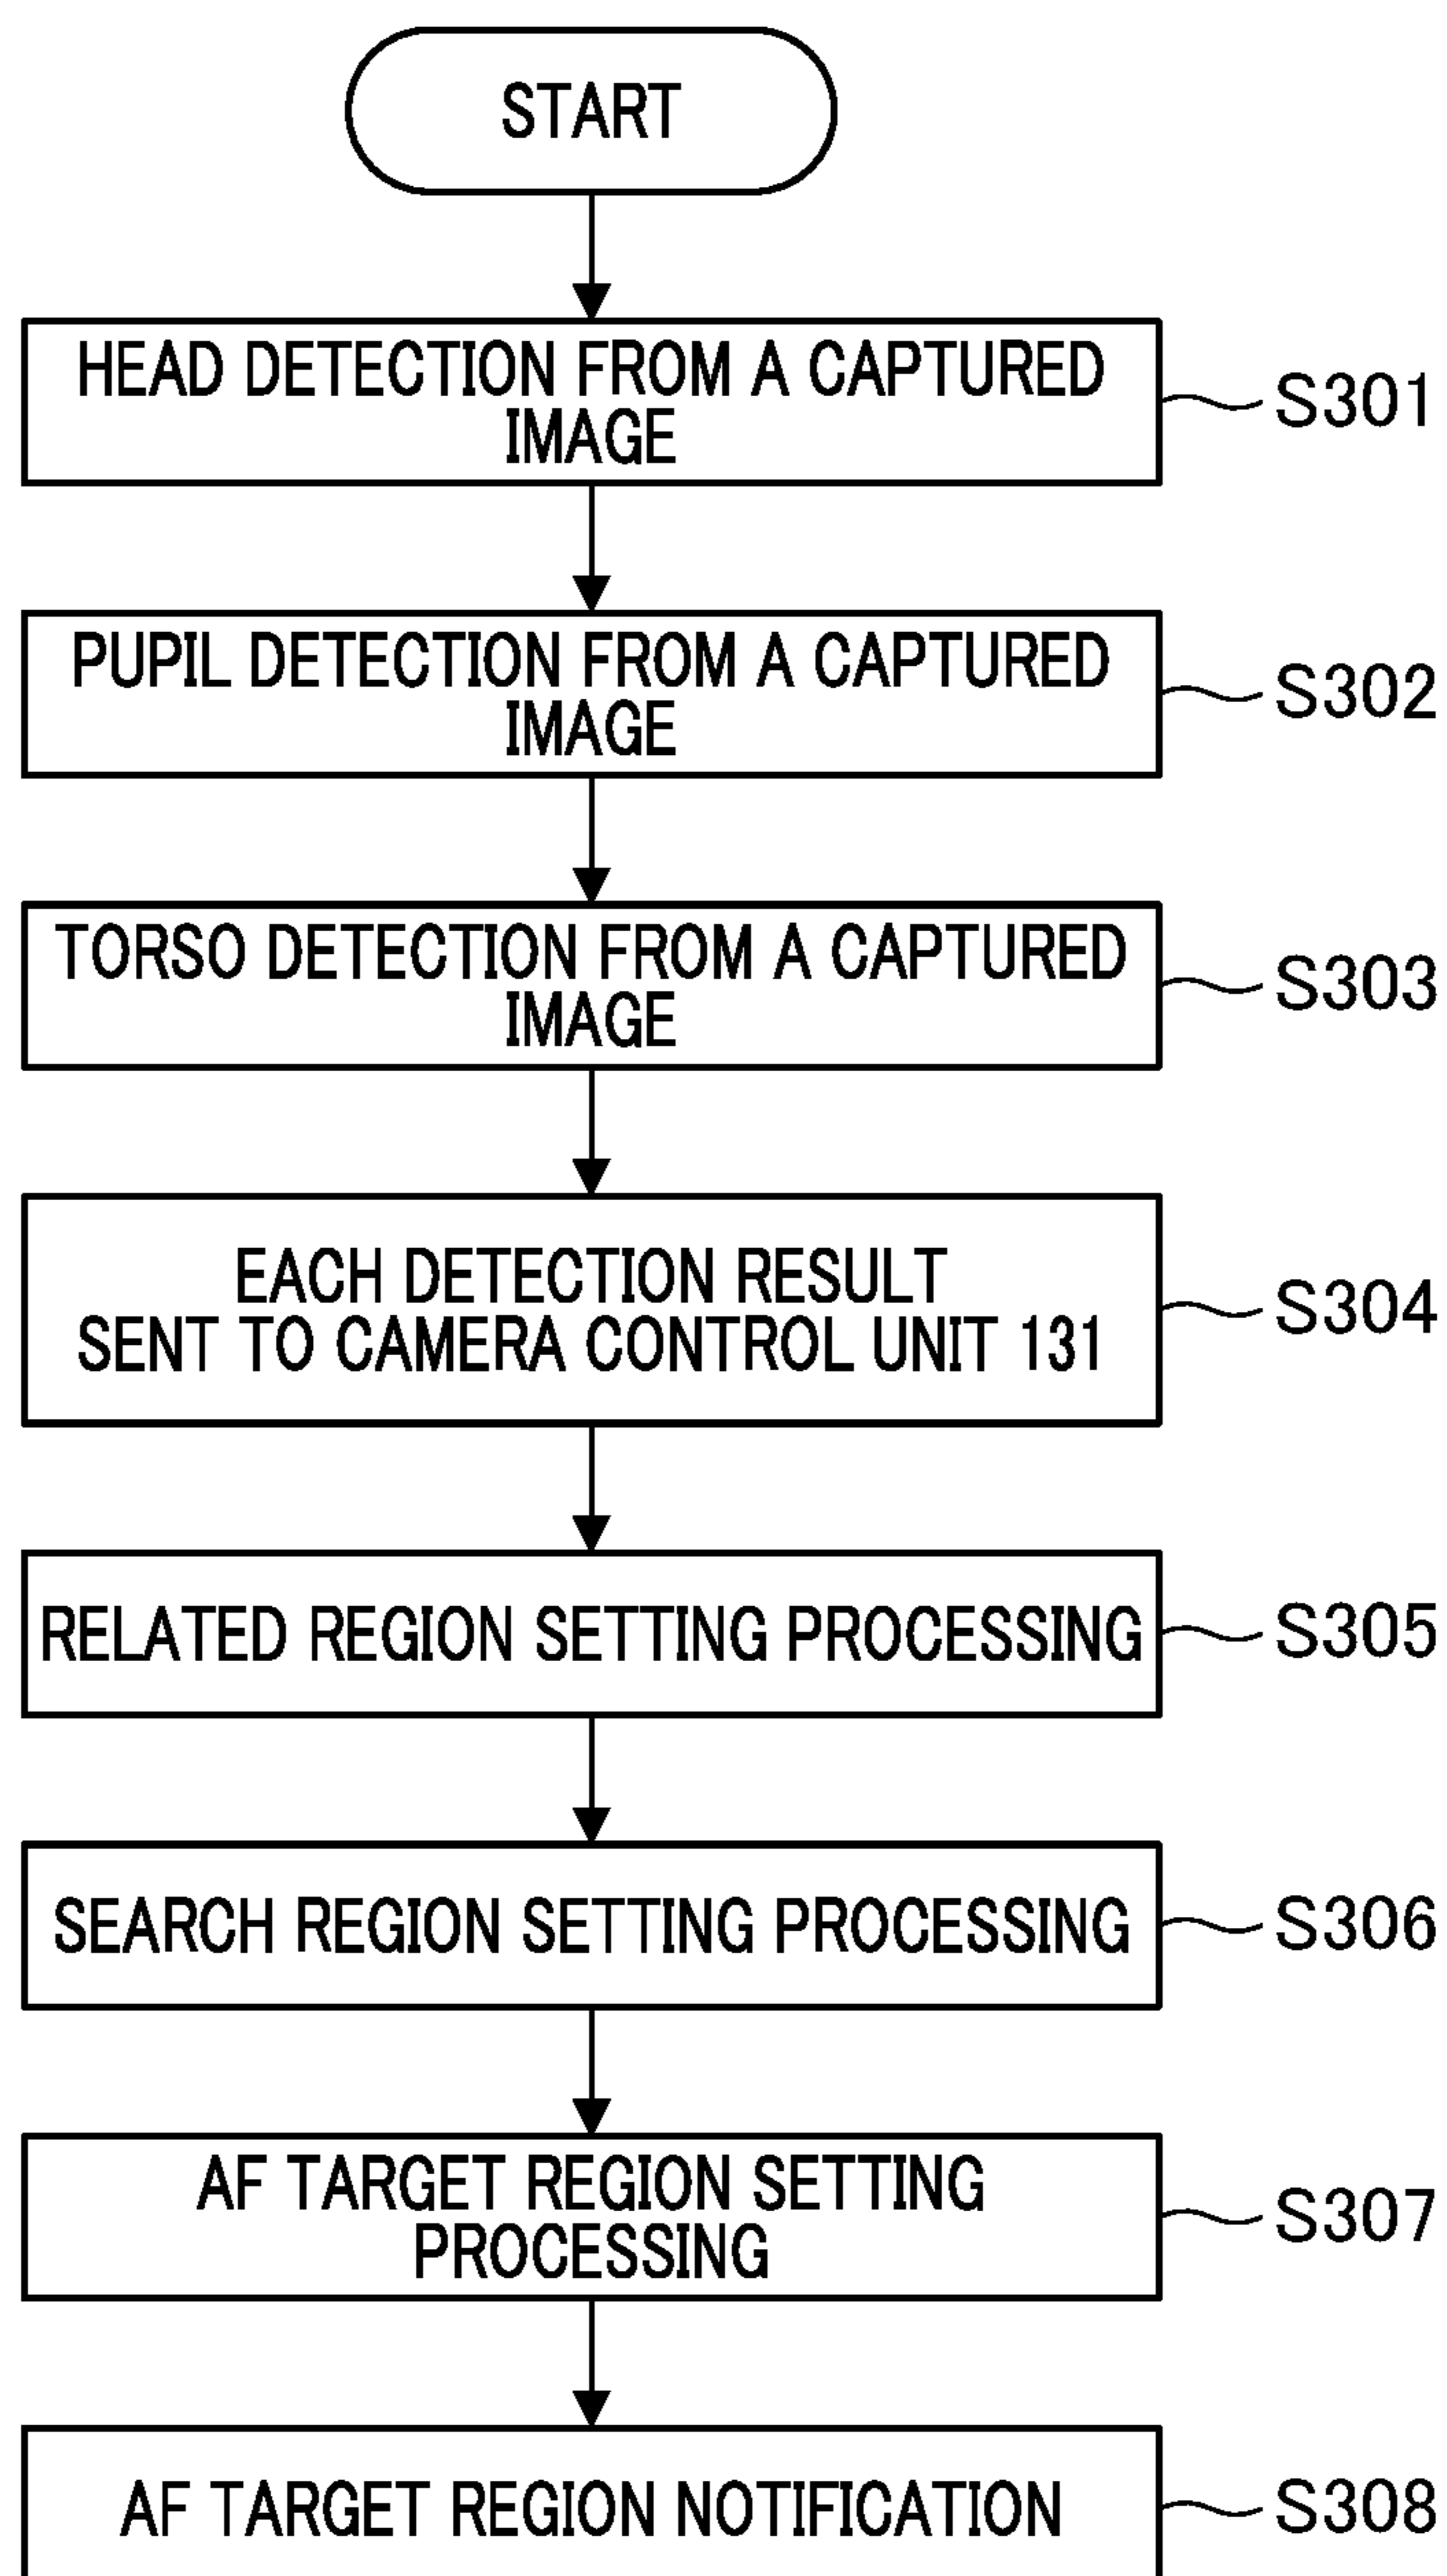 START
HEAD DETECTION FROM A CAPTURED
IMAGE
S301
PUPIL DETECTION FROM A CAPTURED
IMAGE
S302
TORSO DETECTION FROM A CAPTURED
IMAGE
S303
EACH DETECTION RESULT
SENT TO CAMERA CONTROL UNIT 131
S304
RELATED REGION SETTING PROCESSING
S305
SEARCH REGION SETTING PROCESSING
S306
AF TARGET REGION SETTING
PROCESSING
S307
AF TARGET REGION NOTIFICATION
S308